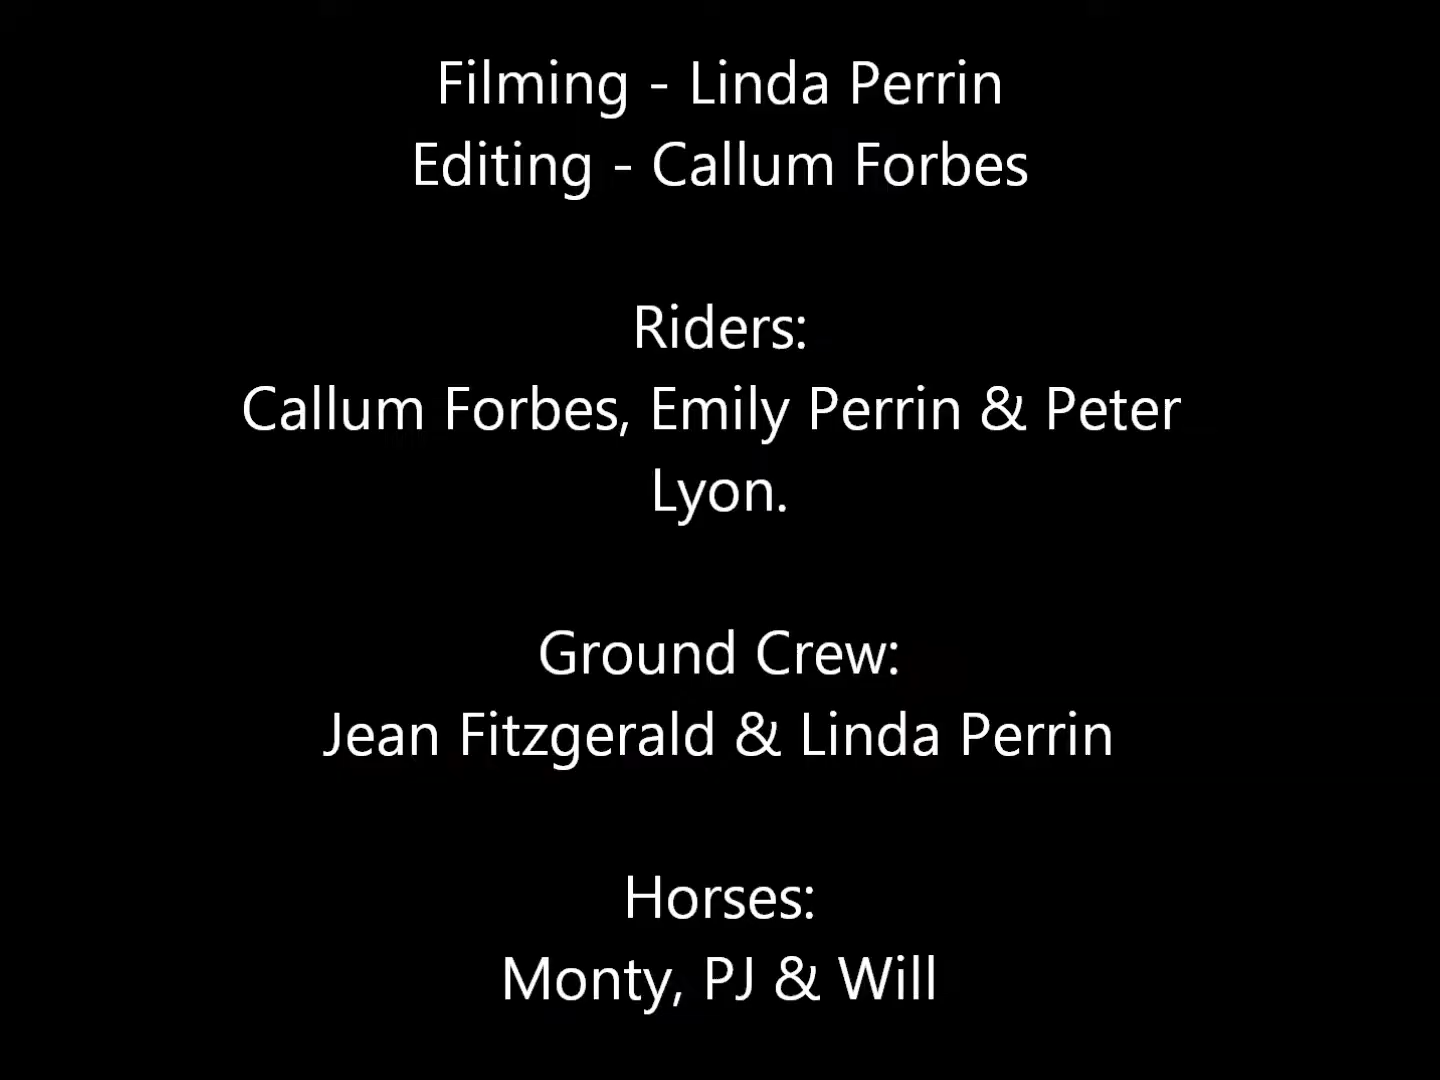 Filming - Linda Perrin
Editing - Callum Forbes
Riders:
Callum Forbes, Emily Perrin & Peter
Lyon.
Ground Crew:
Jean Fitzgerald & Linda Perrin
Horses:
Monty, PJ & Will